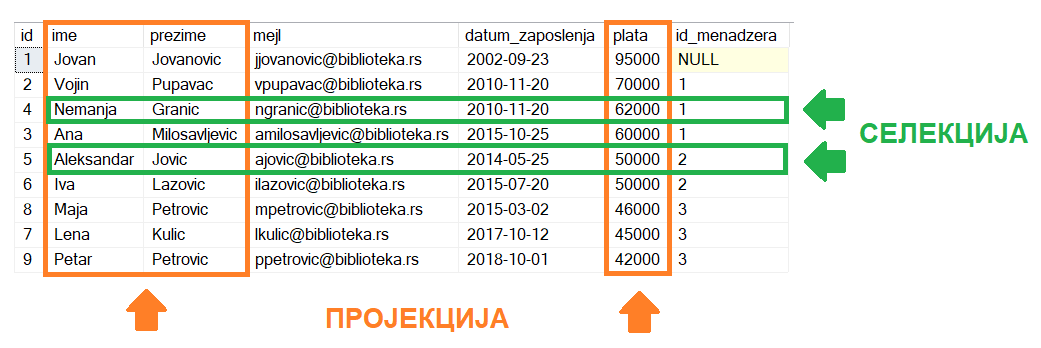 id ime prezime mejl datum_zaposlenja plata id_menadzera
1 Jovan Jovanovic jjovanovic@biblioteka.rs 2002-09-23 95000 NULL
2 Vojin Pupavac vpupavac@biblioteka.rs 2010-11-20 70000 1
4 Nemanja Granic ngranic@biblioteka.rs 2010-11-20 62000 1
3 Ana Milosavljevic amilosavljevic@biblioteka.rs 2015-10-25 60000 1
СЕЛЕКЦИЈА
5 Aleksandar Jovic ajovic@biblioteka.rs 2014-05-25 50000 2
6 Iva Lazovic ilazovic@biblioteka.rs 2015-07-20 50000 2
8 Maja Petrovic mpetrovic@biblioteka.rs 2015-03-02 46000 3
7 Lena Kulic lkulic@biblioteka.rs 2017-10-12 45000 3
9 Petar Petrovic ppetrovic@biblioteka.rs 2018-10-01 42000 3
ПРОЈЕКЦИЈА